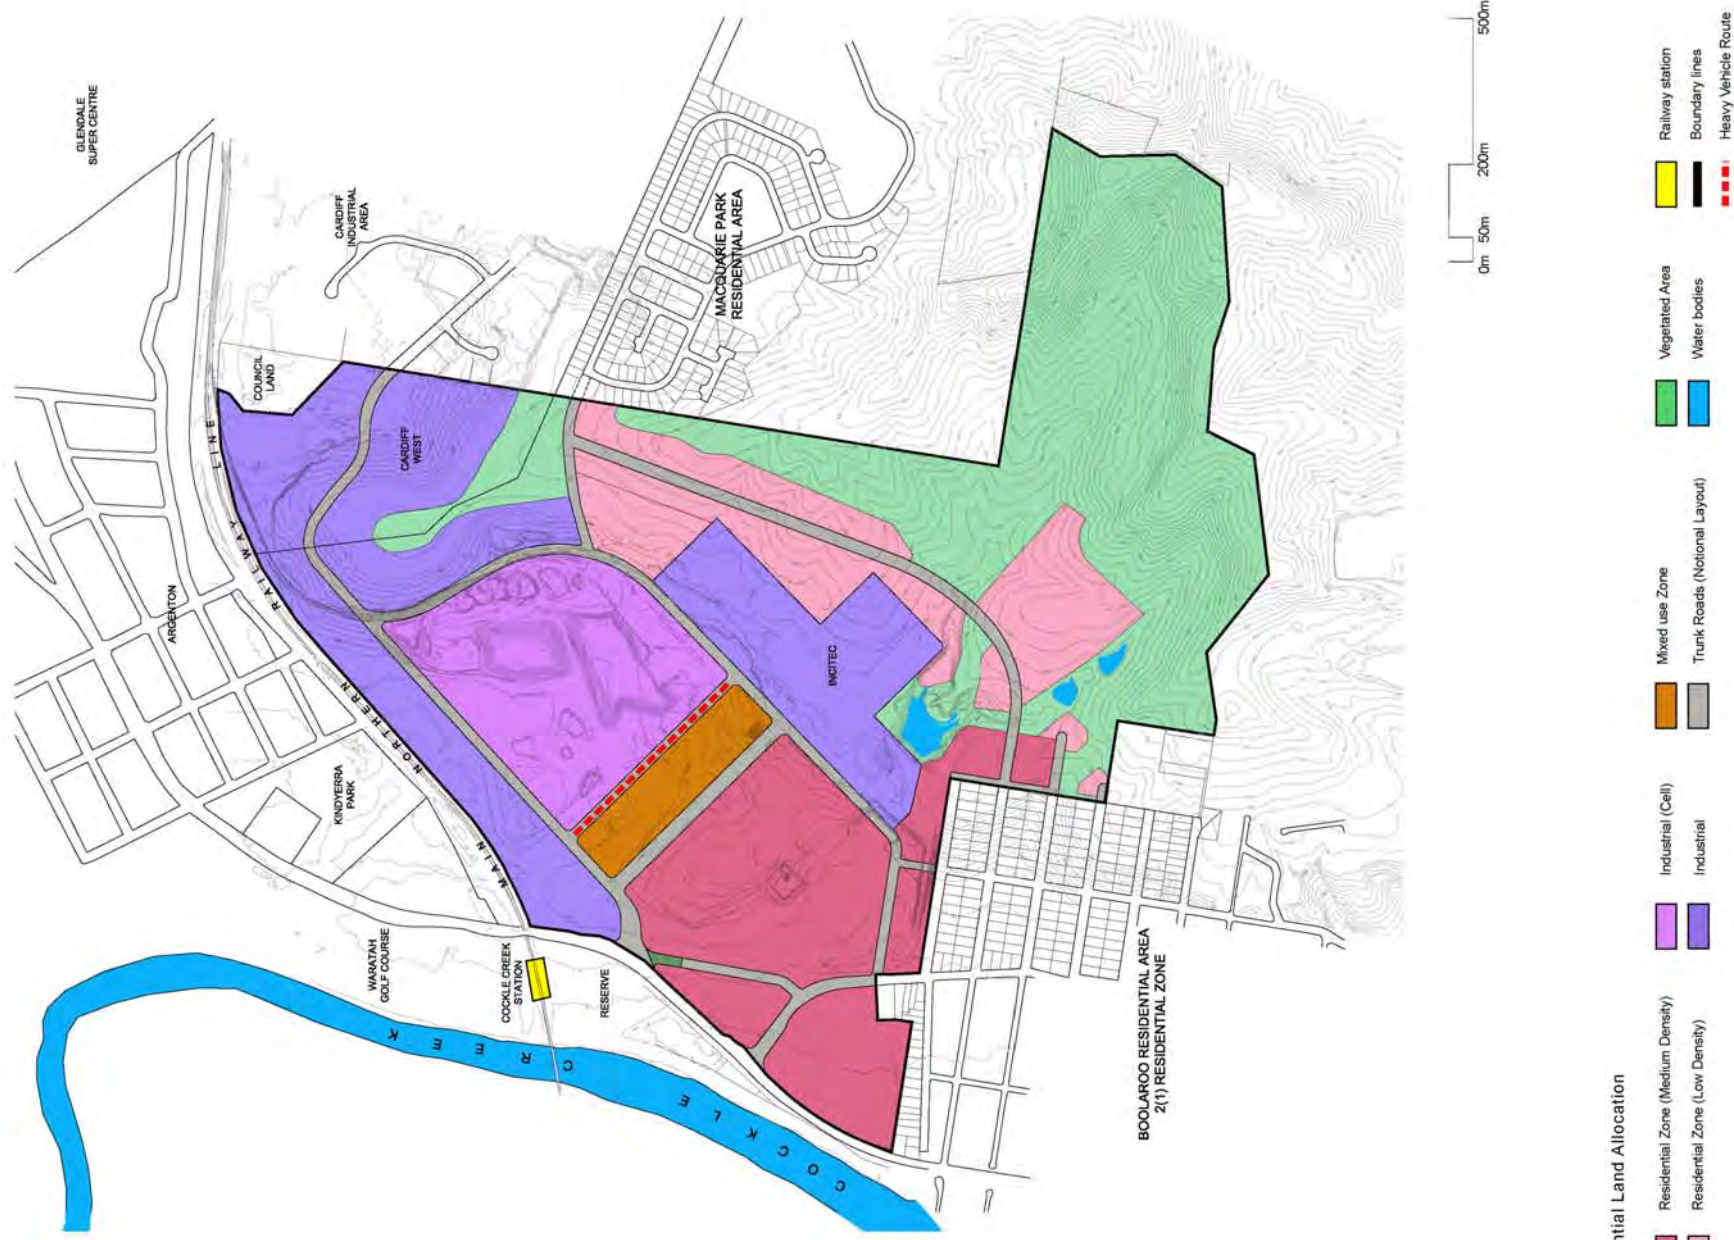 GLENDALE
SUPER CENTRE
CARDIFF
INDUSTRIAL
AREA
MACQUARIE PARK
RESIDENTIAL AREA
COUNCIL
LAND
CARDIFF
WEST
ARGENTON
MAIN NORTHERN RAILWAY LINE
KINDYERRA
PARK
INCITEC
WARATAH
GOLF COURSE
COCKLE CREEK
STATION
RESERVE
COCKLE CREEK
BOOLAROO RESIDENTIAL AREA
2(1) RESIDENTIAL ZONE
0m 50m 200m 500m
ntial Land Allocation
Residential Zone (Medium Density)
Residential Zone (Low Density)
Industrial (Cell)
Industrial
Mixed use Zone
Trunk Roads (Notional Layout)
Vegetated Area
Water bodies
Railway station
Boundary lines
Heavy Vehicle Route